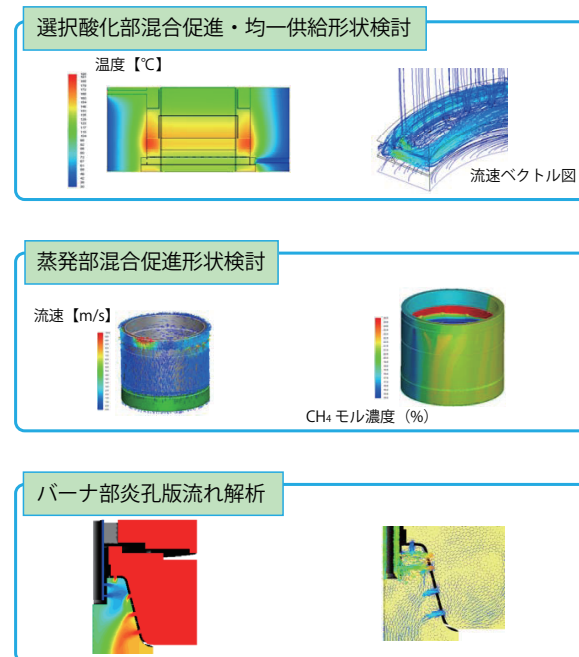 選択酸化部混合促進・均一供給形状検討
温度【℃】
流速ベクトル図
蒸発部混合促進形状検討
流速【m/s】
CH₄ モル濃度（%）
バーナ部炎孔版流れ解析